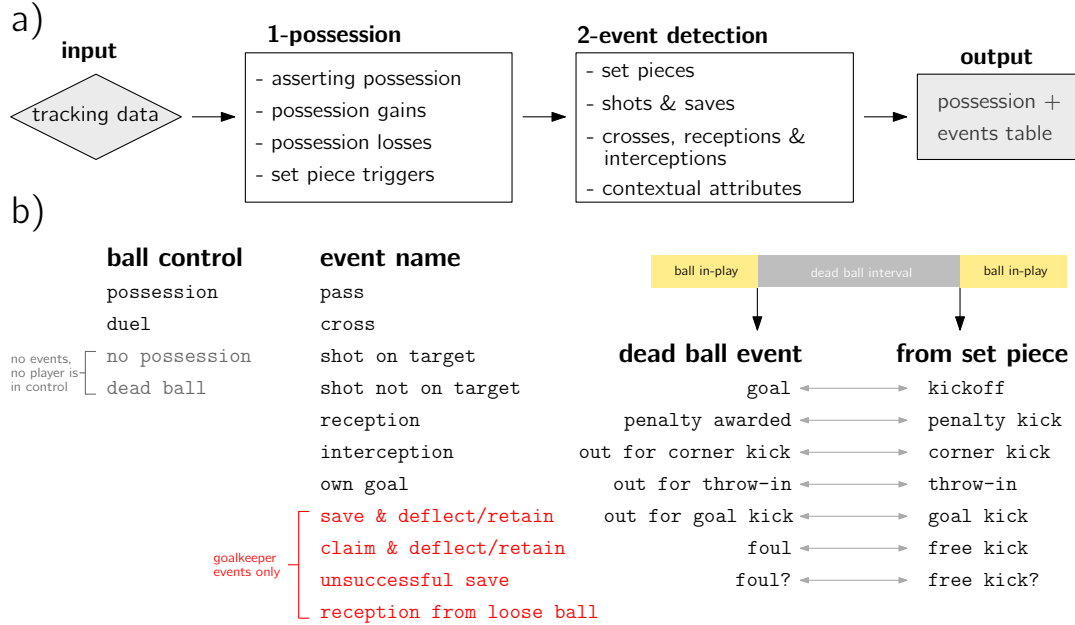 a)
input
tracking data
1-possession
- asserting possession
- possession gains
- possession losses
- set piece triggers
2-event detection
- set pieces
- shots & saves
- crosses, receptions &
interceptions
- contextual attributes
output
possession +
events table
b)
ball control
possession
duel
no possession
dead ball
no events,
no player is
in control
event name
pass
cross
shot on target
shot not on target
reception
interception
own goal
save & deflect/retain
claim & deflect/retain
unsuccessful save
reception from loose ball
goalkeeper
events only
ball in-play dead ball interval ball in-play
dead ball event from set piece
goal kickoff
penalty awarded penalty kick
out for corner kick corner kick
out for throw-in throw-in
out for goal kick goal kick
foul free kick
foul? free kick?